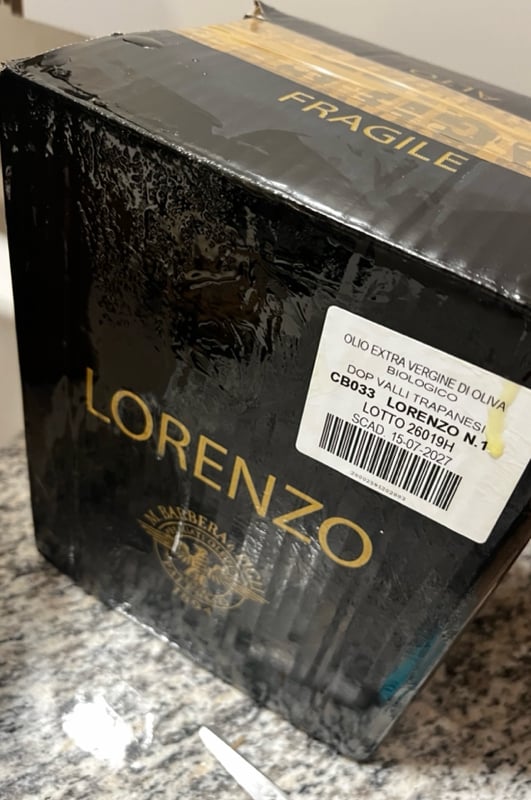 FRAGILE
OLIO EXTRA VERGINE DI OLIVA
BIOLOGICO
DOP VALLI TRAPANESI
CB033 LORENZO N.1
LOTTO 26019H
SCAD. 15-07-2027
LORENZO
M. BARBERA &